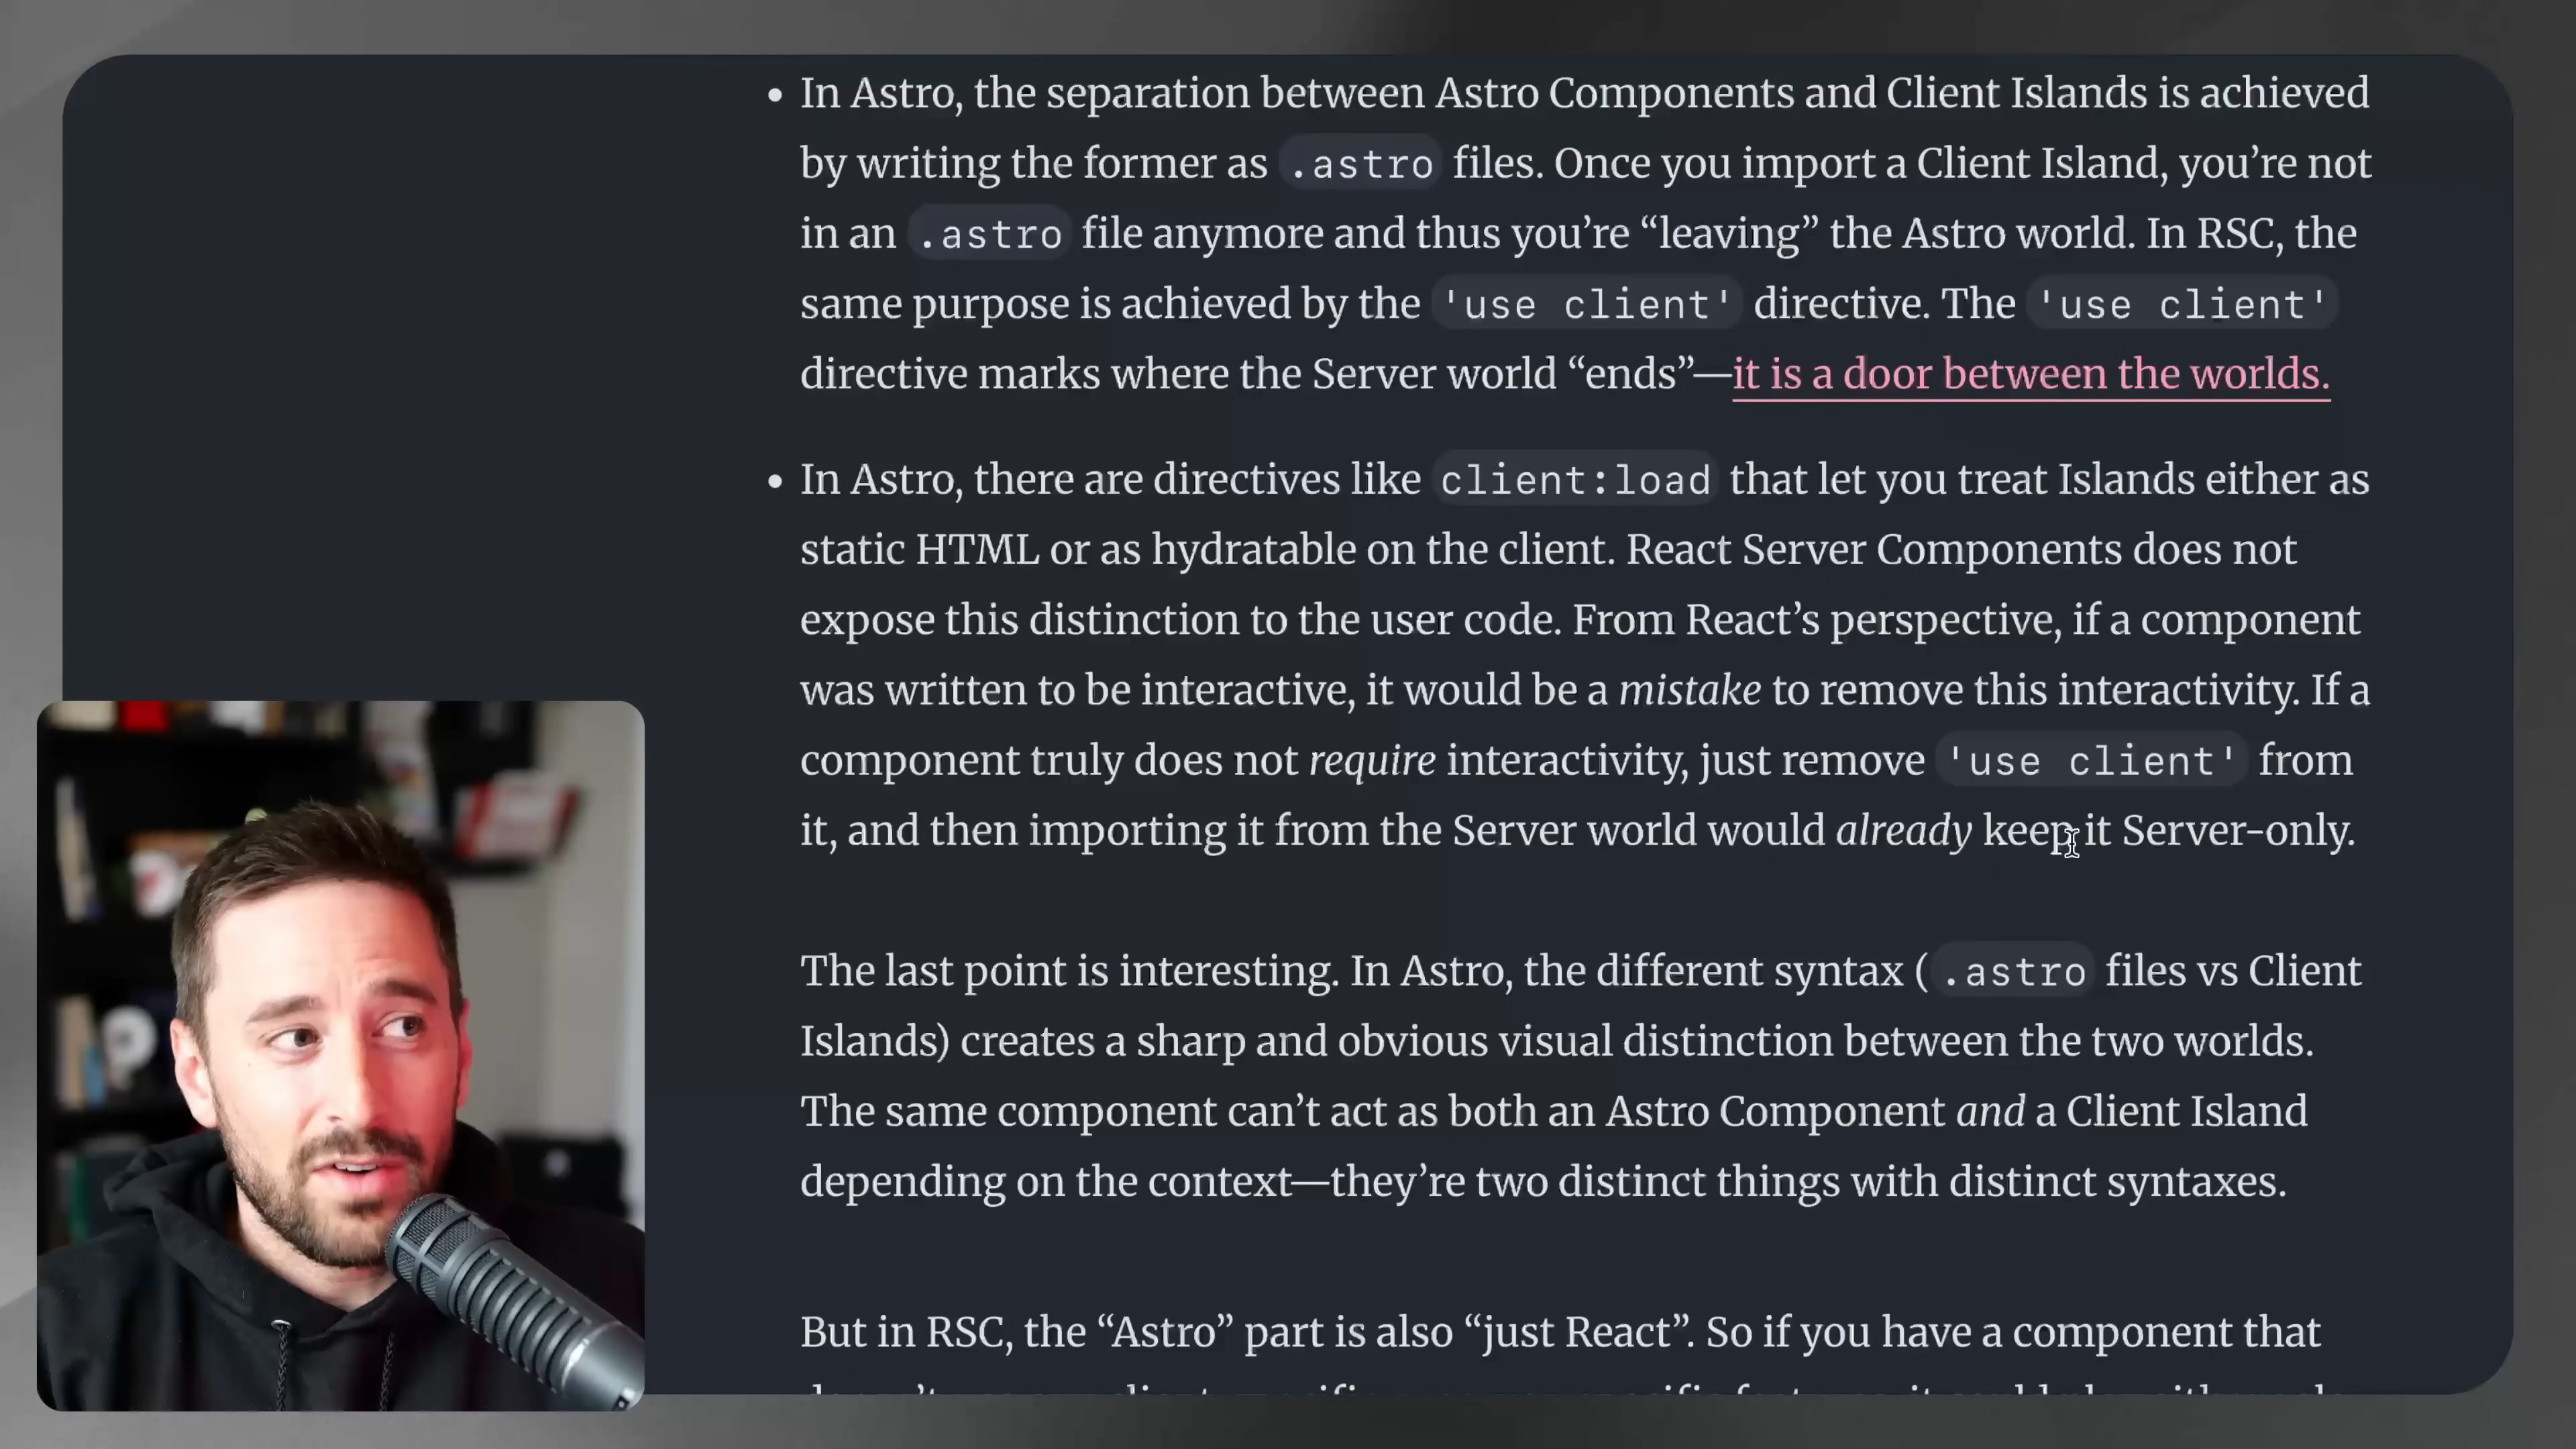 • In Astro, the separation between Astro Components and Client Islands is achieved
by writing the former as .astro files. Once you import a Client Island, you’re not
in an .astro file anymore and thus you’re “leaving” the Astro world. In RSC, the
same purpose is achieved by the 'use client' directive. The 'use client'
directive marks where the Server world “ends”—it is a door between the worlds.
• In Astro, there are directives like client:load that let you treat Islands either as
static HTML or as hydratable on the client. React Server Components does not
expose this distinction to the user code. From React’s perspective, if a component
was written to be interactive, it would be a mistake to remove this interactivity. If a
component truly does not require interactivity, just remove 'use client' from
it, and then importing it from the Server world would already keep it Server-only.
The last point is interesting. In Astro, the different syntax ( .astro files vs Client
Islands) creates a sharp and obvious visual distinction between the two worlds.
The same component can’t act as both an Astro Component and a Client Island
depending on the context—they’re two distinct things with distinct syntaxes.
But in RSC, the “Astro” part is also “just React”. So if you have a component that